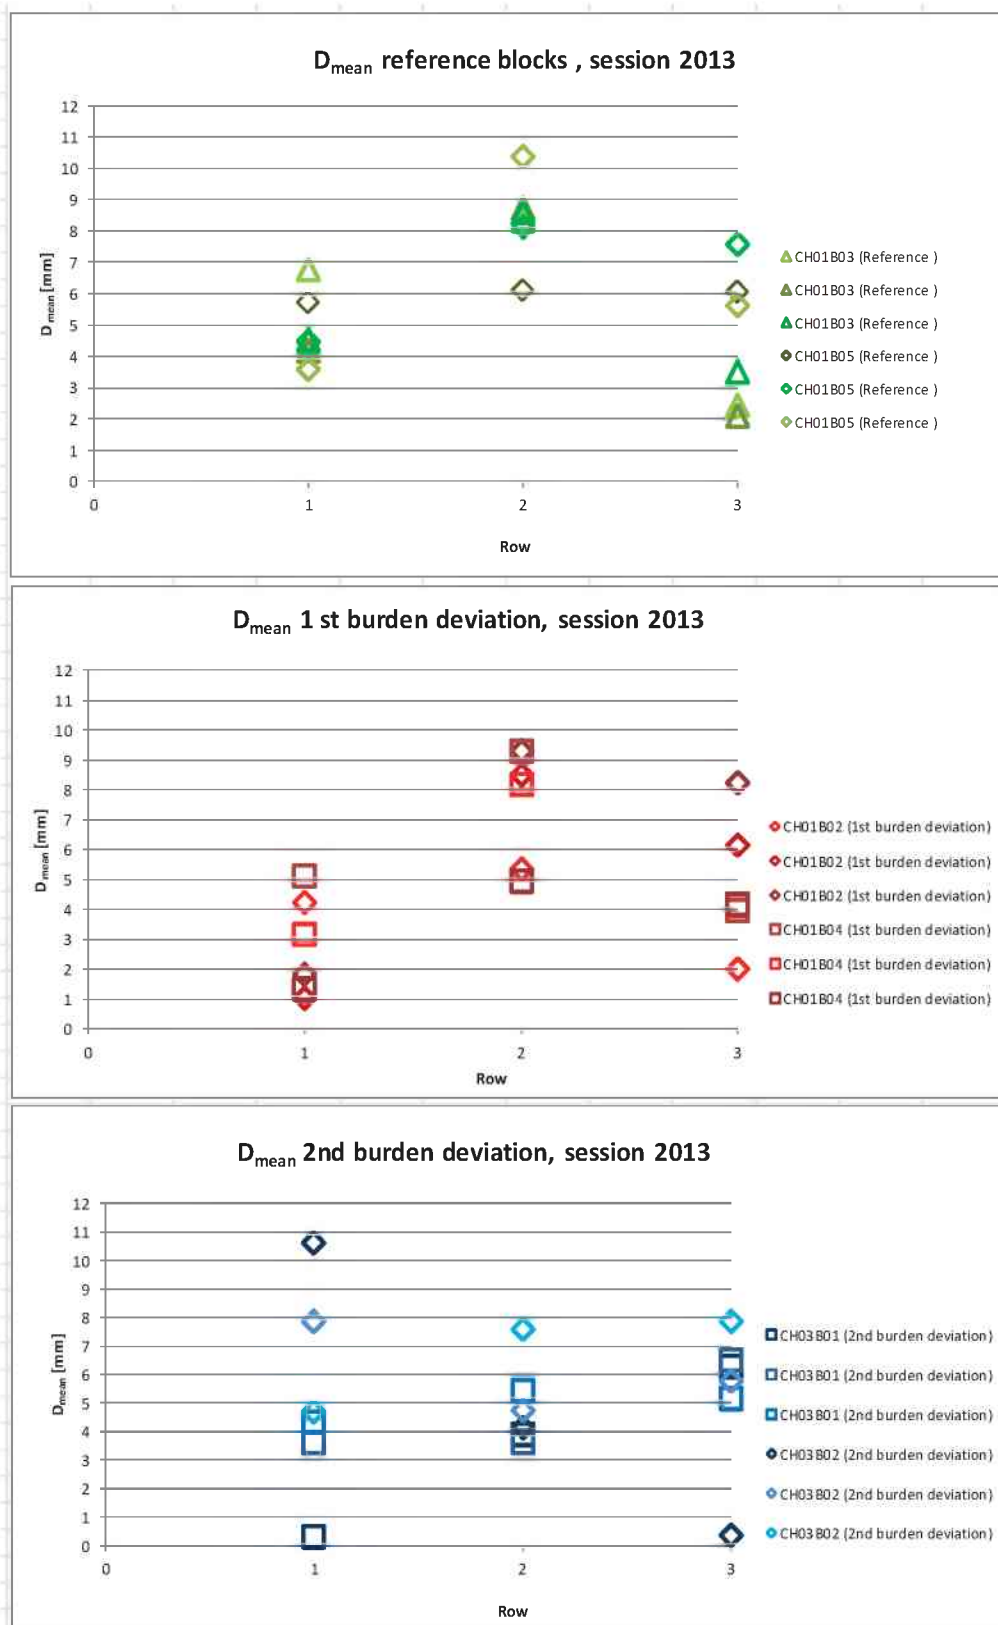 Dmean reference blocks , session 2013
12
11
10
9
8
7
6
5
4
3
2
1
0
Dmean [mm]
0 1 2 3
Row
CH01B03 (Reference )
CH01B03 (Reference )
CH01B03 (Reference )
CH01B05 (Reference )
CH01B05 (Reference )
CH01B05 (Reference )
Dmean 1 st burden deviation, session 2013
12
11
10
9
8
7
6
5
4
3
2
1
0
Dmean [mm]
0 1 2 3
Row
CH01B02 (1st burden deviation)
CH01B02 (1st burden deviation)
CH01B02 (1st burden deviation)
CH01B04 (1st burden deviation)
CH01B04 (1st burden deviation)
CH01B04 (1st burden deviation)
Dmean 2nd burden deviation, session 2013
12
11
10
9
8
7
6
5
4
3
2
1
0
Dmean [mm]
0 1 2 3
Row
CH03B01 (2nd burden deviation)
CH03B01 (2nd burden deviation)
CH03B01 (2nd burden deviation)
CH03B02 (2nd burden deviation)
CH03B02 (2nd burden deviation)
CH03B02 (2nd burden deviation)